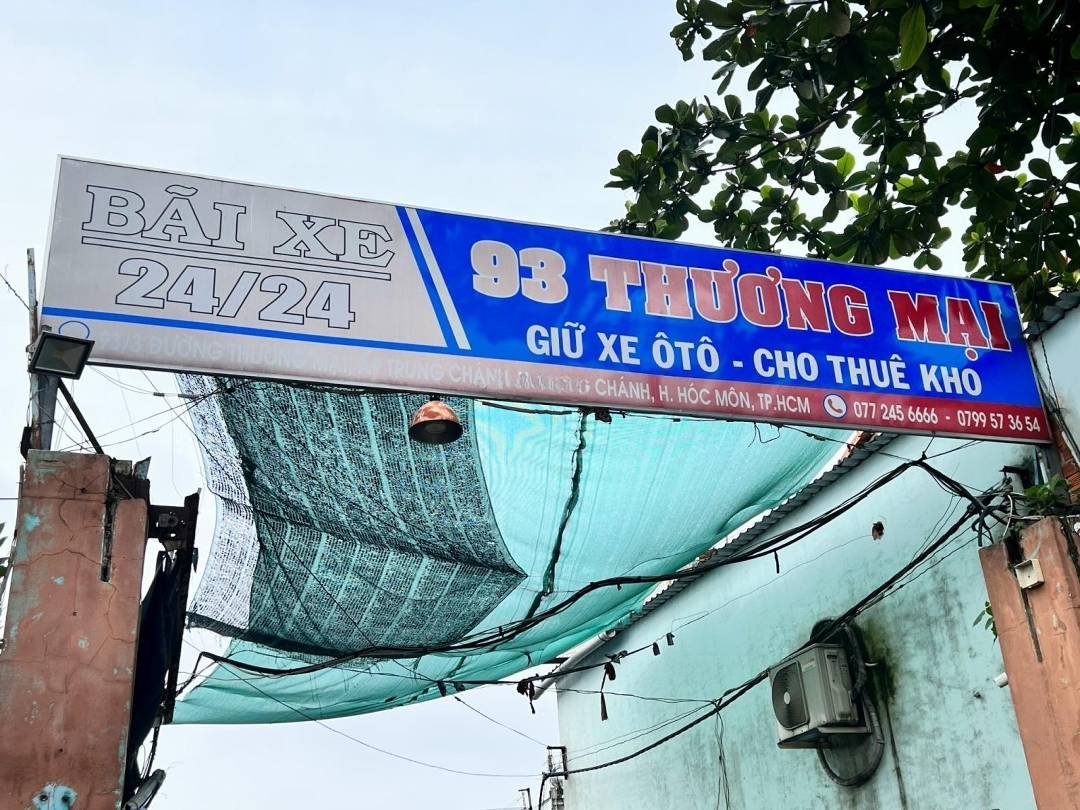 BÃI XE
24/24
93 THƯƠNG MẠI
GIỮ XE ÔTÔ - CHO THUÊ KHO
ĐƯỜNG THƯƠNG MẠI, XÃ TRUNG CHÁNH CHÁNH, H. HÓC MÔN, TP.HCM 077 245 6666 - 0799 57 36 54